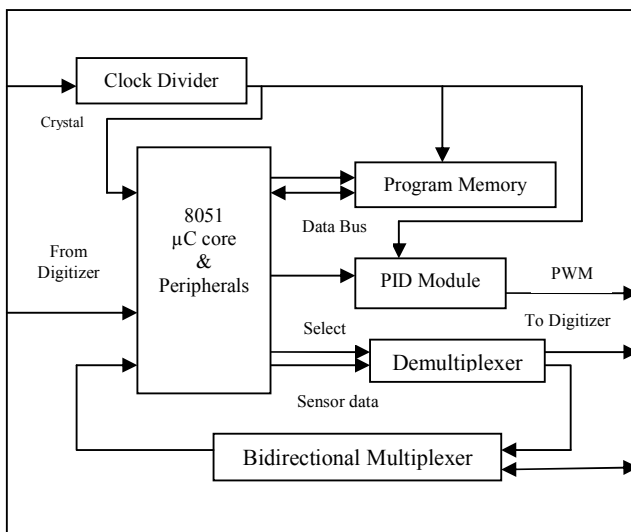 Clock Divider
Crystal
Program Memory
8051
µC core
&
Peripherals
Data Bus
From
Digitizer
PID Module
PWM
To Digitizer
Select
Demultiplexer
Sensor data
Bidirectional Multiplexer